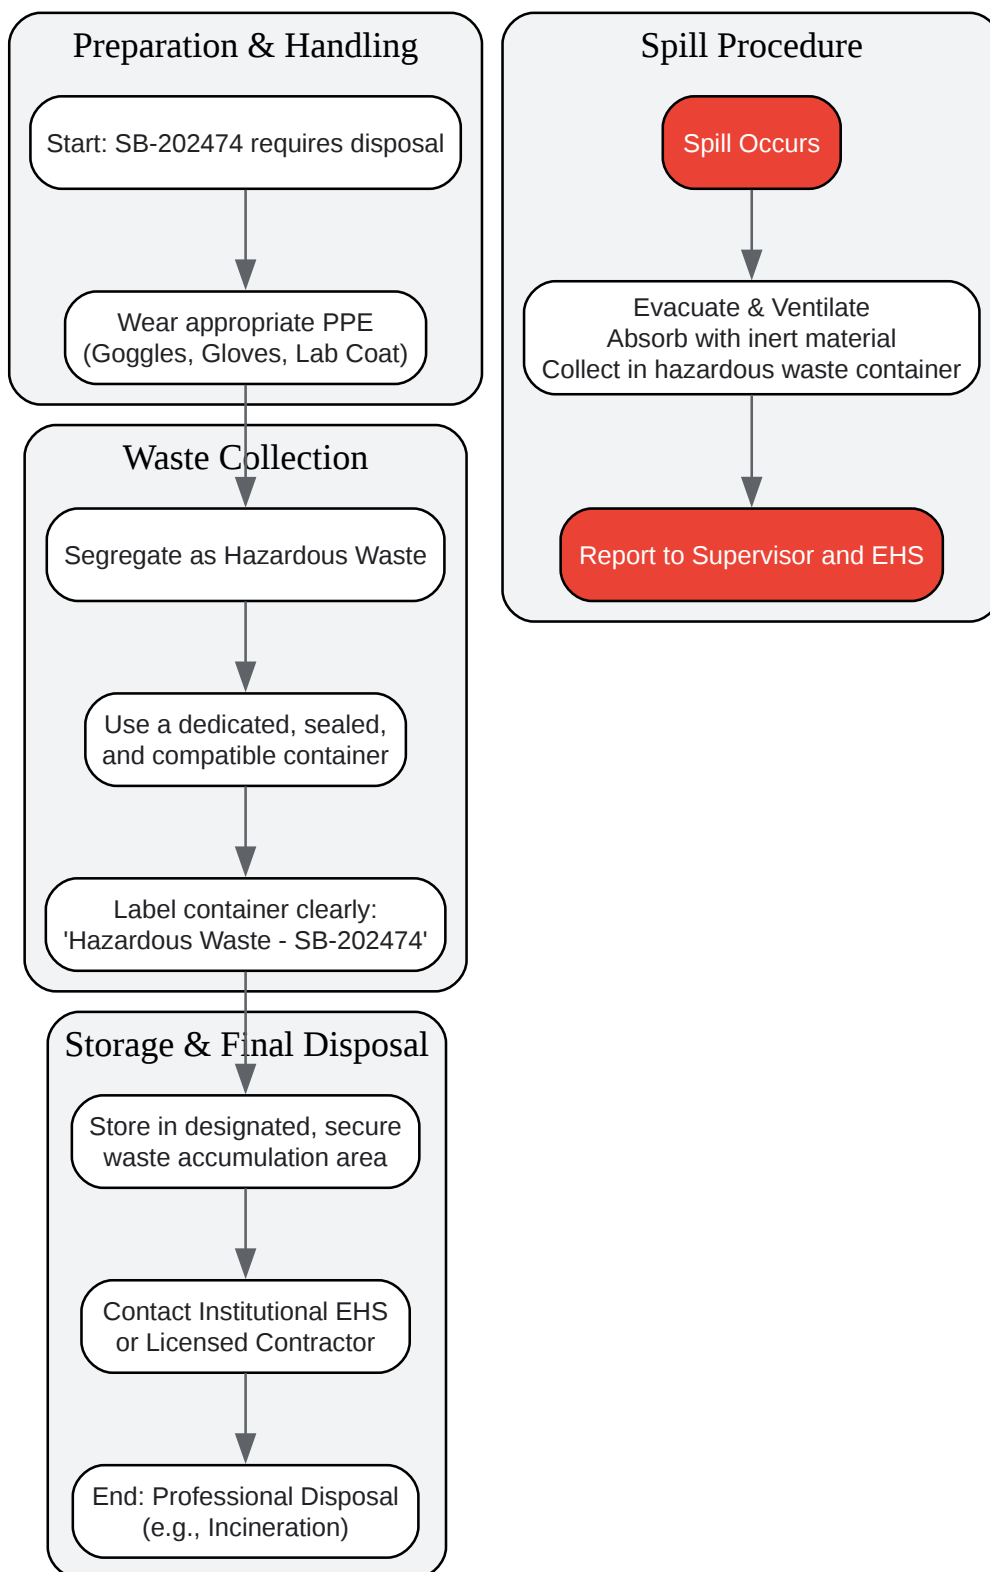 Preparation & Handling
Start: SB-202474 requires disposal
Wear appropriate PPE
(Goggles, Gloves, Lab Coat)
Waste Collection
Segregate as Hazardous Waste
Use a dedicated, sealed,
and compatible container
Label container clearly:
'Hazardous Waste - SB-202474'
Storage & Final Disposal
Store in designated, secure
waste accumulation area
Contact Institutional EHS
or Licensed Contractor
End: Professional Disposal
(e.g., Incineration)
Spill Procedure
Spill Occurs
Evacuate & Ventilate
Absorb with inert material
Collect in hazardous waste container
Report to Supervisor and EHS